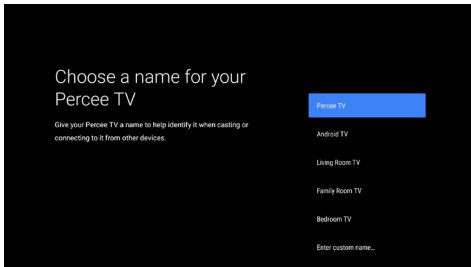 Choose a name for your
Percee TV
Give your Percee TV a name to help identify it when casting or
connecting to it from other devices.
Percee TV
Android TV
Living Room TV
Family Room TV
Bedroom TV
Enter custom name...